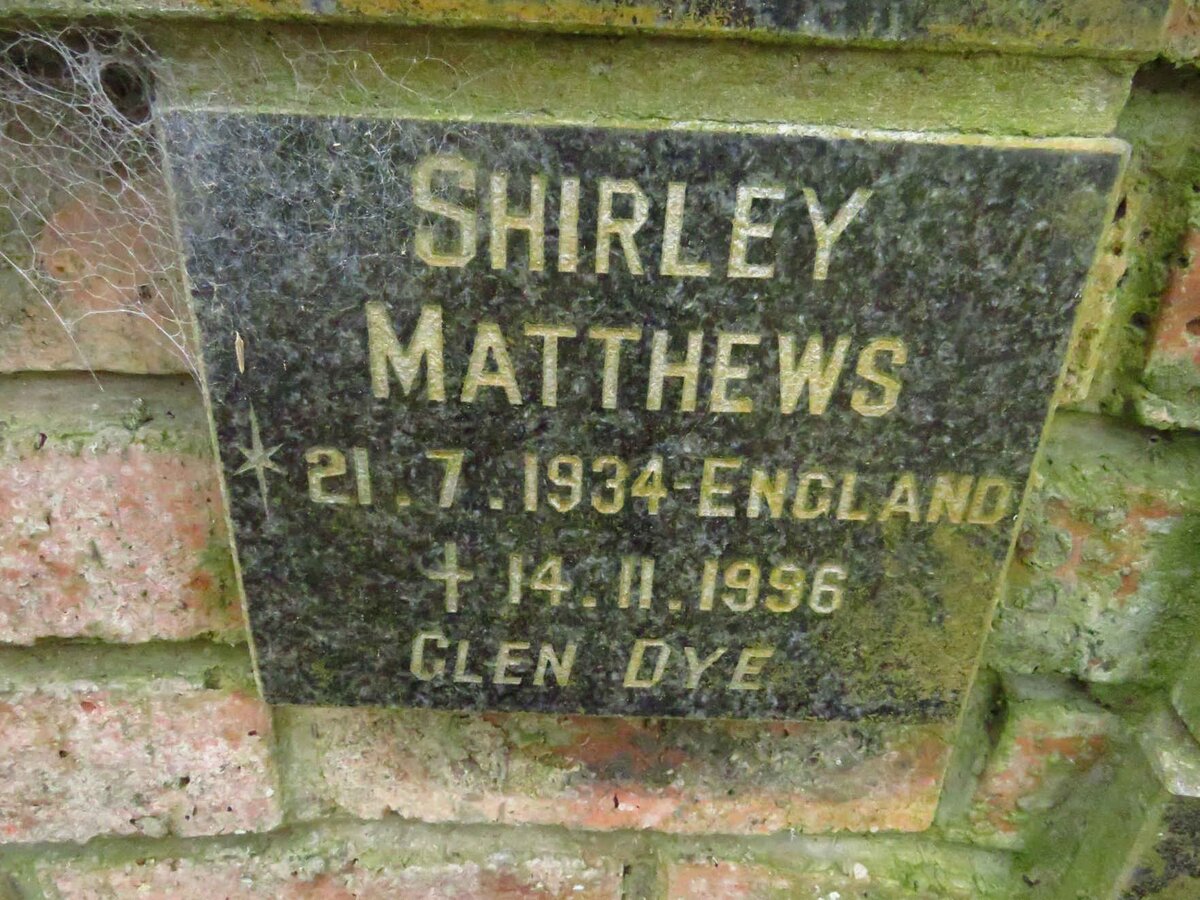 SHIRLEY
MATTHEWS
* 21.7.1934-ENGLAND
† 14.11.1996
GLEN DYE